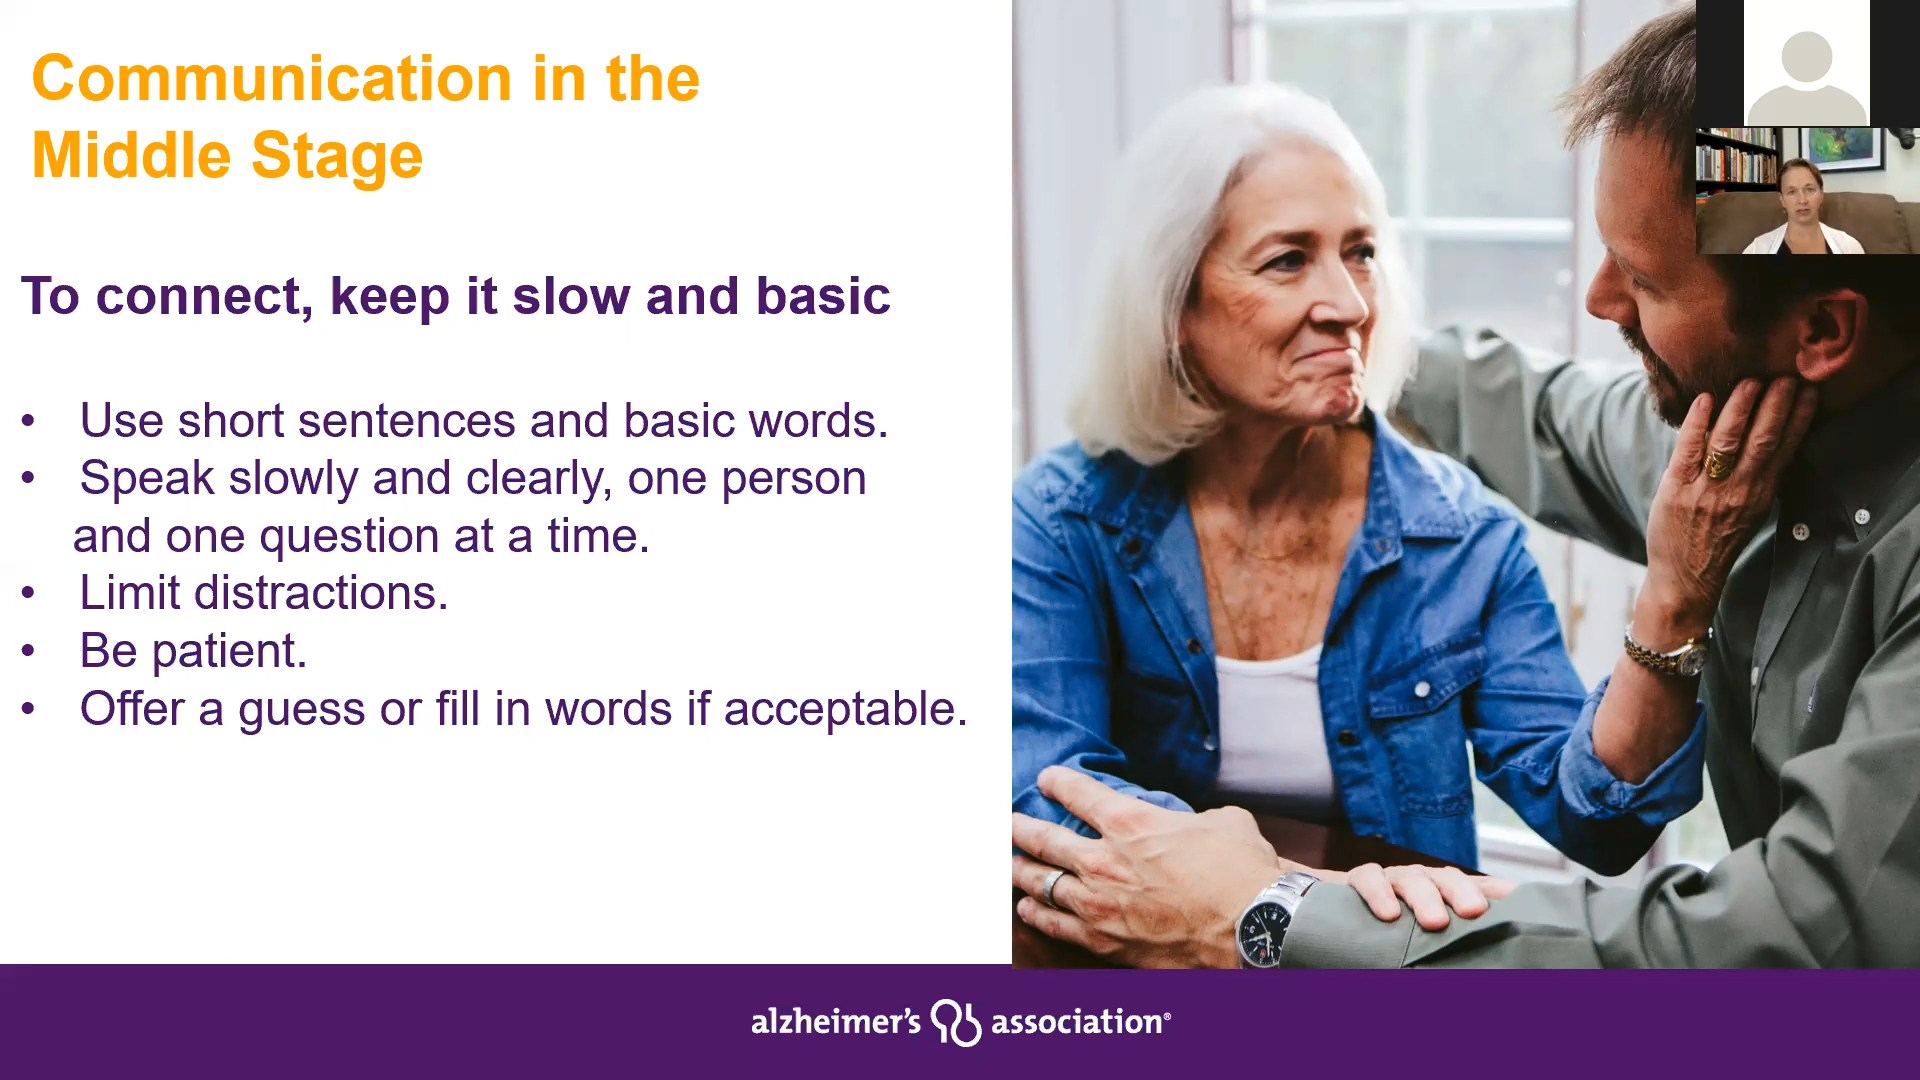 Communication in the
Middle Stage
To connect, keep it slow and basic
• Use short sentences and basic words.
• Speak slowly and clearly, one person
and one question at a time.
• Limit distractions.
• Be patient.
• Offer a guess or fill in words if acceptable.
alzheimer's association®